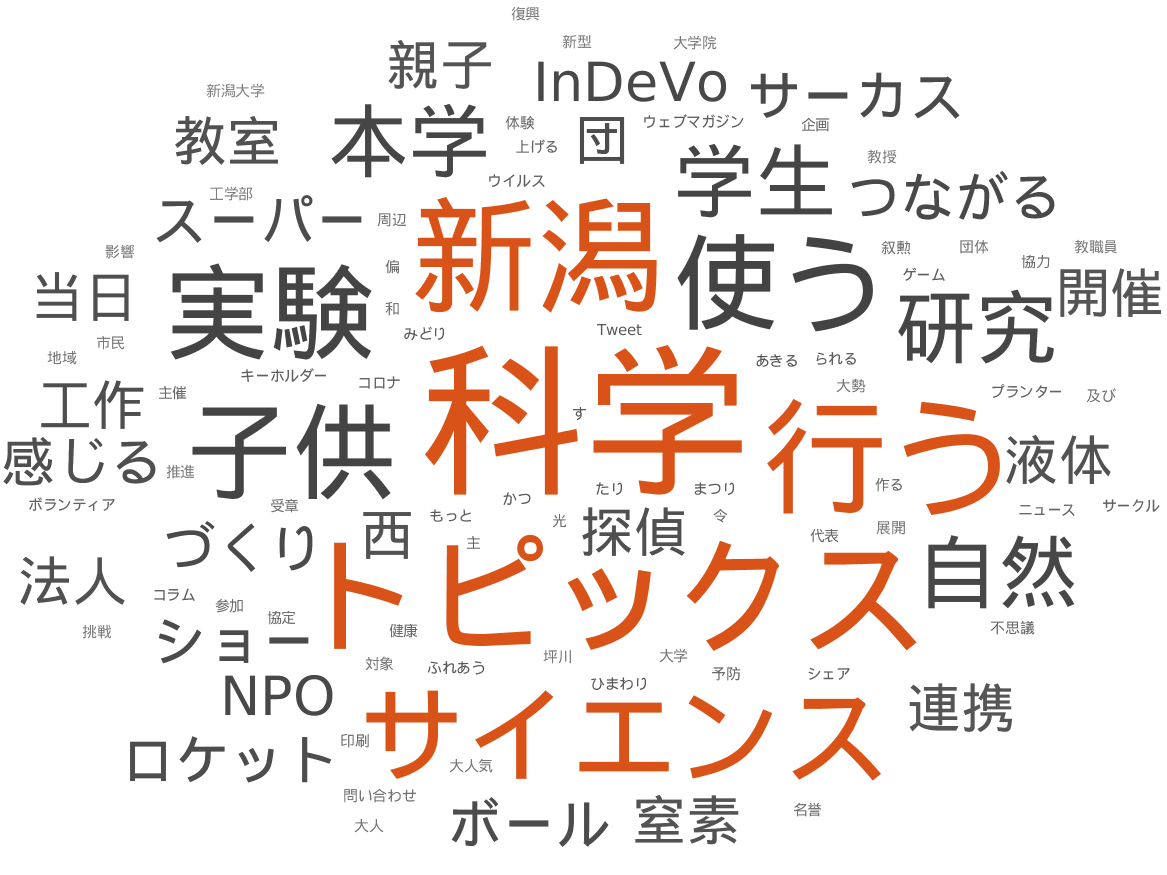 復興
新型
大学院
親子
InDeVo
サーカス
新潟大学
教室
本学
体験
上げる
団
ウェブマガジン
企画
学生
教授
つながる
ウイルス
工学部
スーパー
周辺
新潟
使う
叙勲
団体
教職員
影響
偏
協力
ゲーム
当日
実験
和
研究
開催
市民
みどり
Tweet
地域
キーホルダー
コロナ
科学
あきる
られる
大勢
プランター
及び
工作
主催
子供
す
行う
感じる
推進
液体
ボランティア
受章
かつ
たり
まつり
作る
ニュース
サークル
づくり
西
もっと
主
光
探偵
令
代表
展開
自然
法人
トピックス
コラム
参加
協定
挑戦
ショー
健康
不思議
対象
ふれあう
坪川
大学
予防
シェア
NPO
サイエンス
ひまわり
連携
ロケット
印刷
大人気
問い合わせ
大人
ボール
窒素
名誉